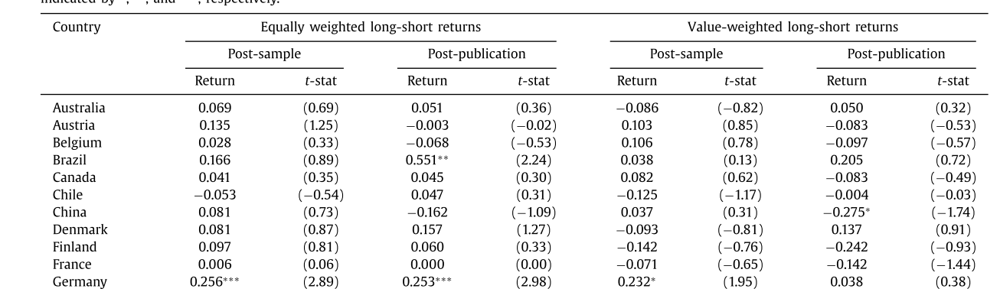 indicated by *, **, and ***, respectively.
Country Equally weighted long-short returns Value-weighted long-short returns
Post-sample Post-publication Post-sample Post-publication
Return t-stat Return t-stat Return t-stat Return t-stat
Australia 0.069 (0.69) 0.051 (0.36) −0.086 (−0.82) 0.050 (0.32)
Austria 0.135 (1.25) −0.003 (−0.02) 0.103 (0.85) −0.083 (−0.53)
Belgium 0.028 (0.33) −0.068 (−0.53) 0.106 (0.78) −0.097 (−0.57)
Brazil 0.166 (0.89) 0.551** (2.24) 0.038 (0.13) 0.205 (0.72)
Canada 0.041 (0.35) 0.045 (0.30) 0.082 (0.62) −0.083 (−0.49)
Chile −0.053 (−0.54) 0.047 (0.31) −0.125 (−1.17) −0.004 (−0.03)
China 0.081 (0.73) −0.162 (−1.09) 0.037 (0.31) −0.275* (−1.74)
Denmark 0.081 (0.87) 0.157 (1.27) −0.093 (−0.81) 0.137 (0.91)
Finland 0.097 (0.81) 0.060 (0.33) −0.142 (−0.76) −0.242 (−0.93)
France 0.006 (0.06) 0.000 (0.00) −0.071 (−0.65) −0.142 (−1.44)
Germany 0.256*** (2.89) 0.253*** (2.98) 0.232* (1.95) 0.038 (0.38)